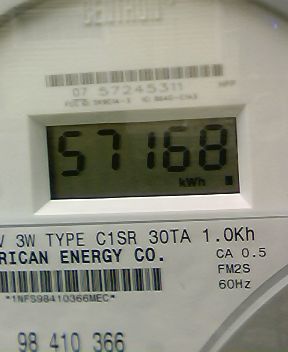 CENTRON
07 57245311
57168
kWh
V 3W TYPE C1SR 30TA 1.0Kh
RICAN ENERGY CO.
CA 0.5
FM2S
60Hz
*1NFS98410366MEC*
98 410 366